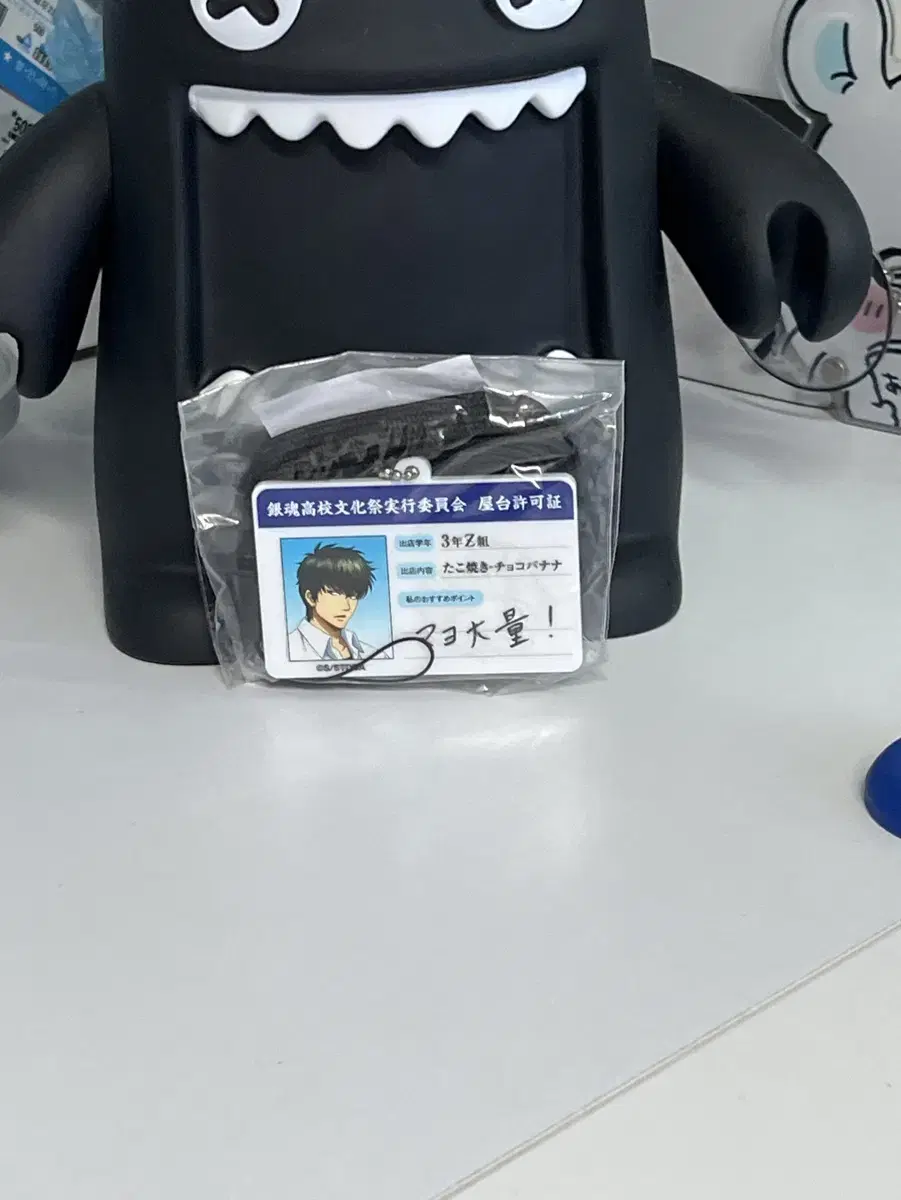 銀魂高校文化祭実行委員会 屋台許可証
出店学年 3年Z組
出店内容 たこ焼き・チョコバナナ
私のおすすめポイント
マヨ大量!